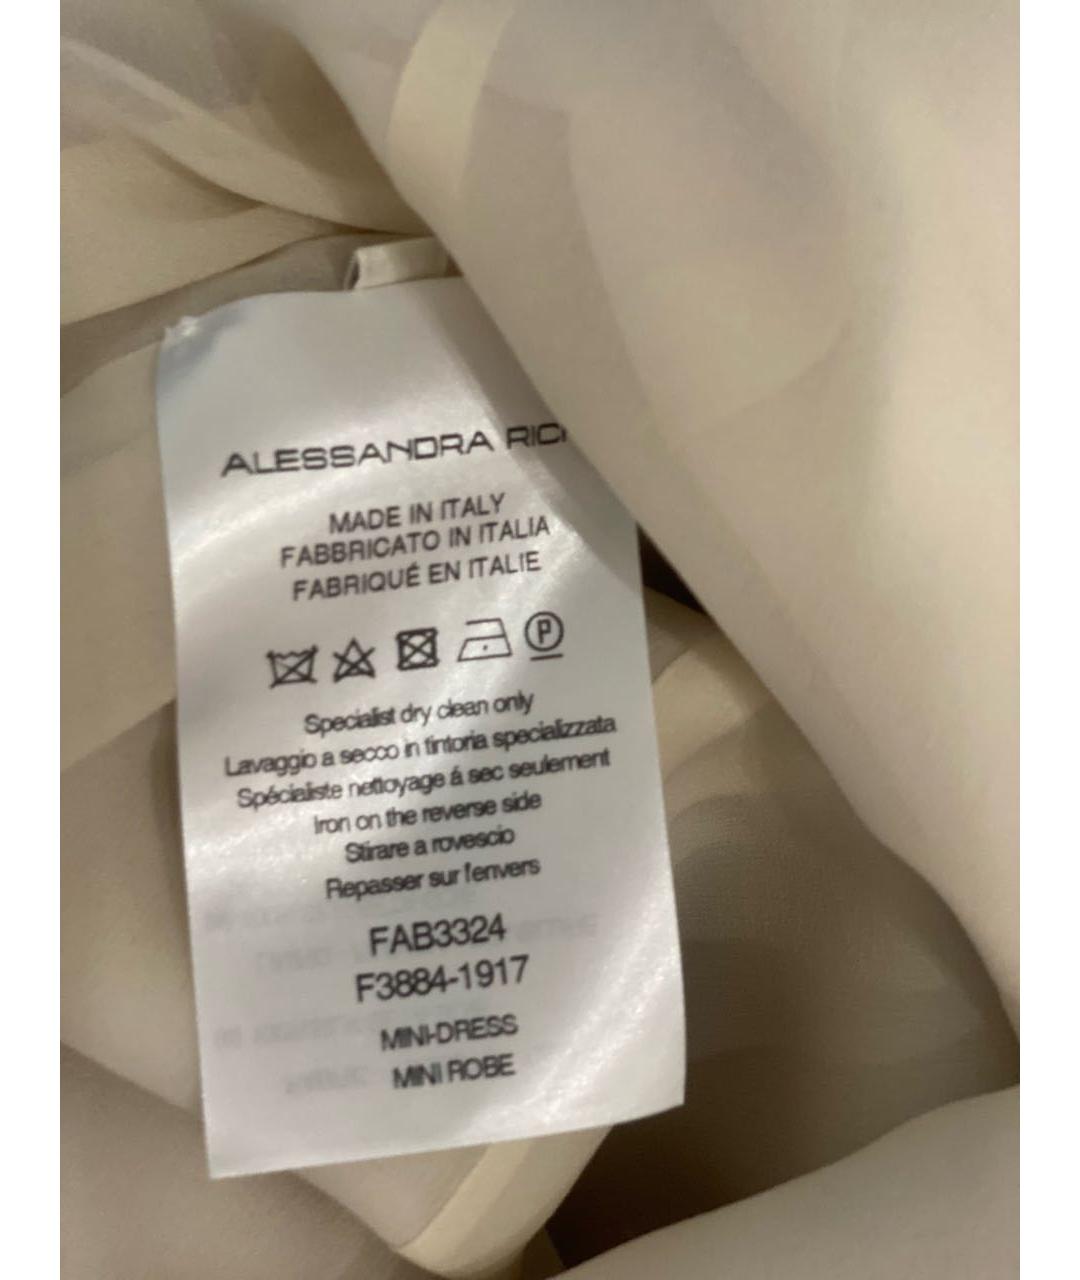 ALESSANDRA RIC
MADE IN ITALY
FABBRICATO IN ITALIA
FABRIQUÉ EN ITALIE
P
Specialist dry clean only
Lavaggio a secco in tintoria specializzata
Spécialiste nettoyage á sec seulement
Iron on the reverse side
Stirare a rovescio
Repasser sur l'envers
FAB3324
F3884-1917
MINI-DRESS
MINI ROBE